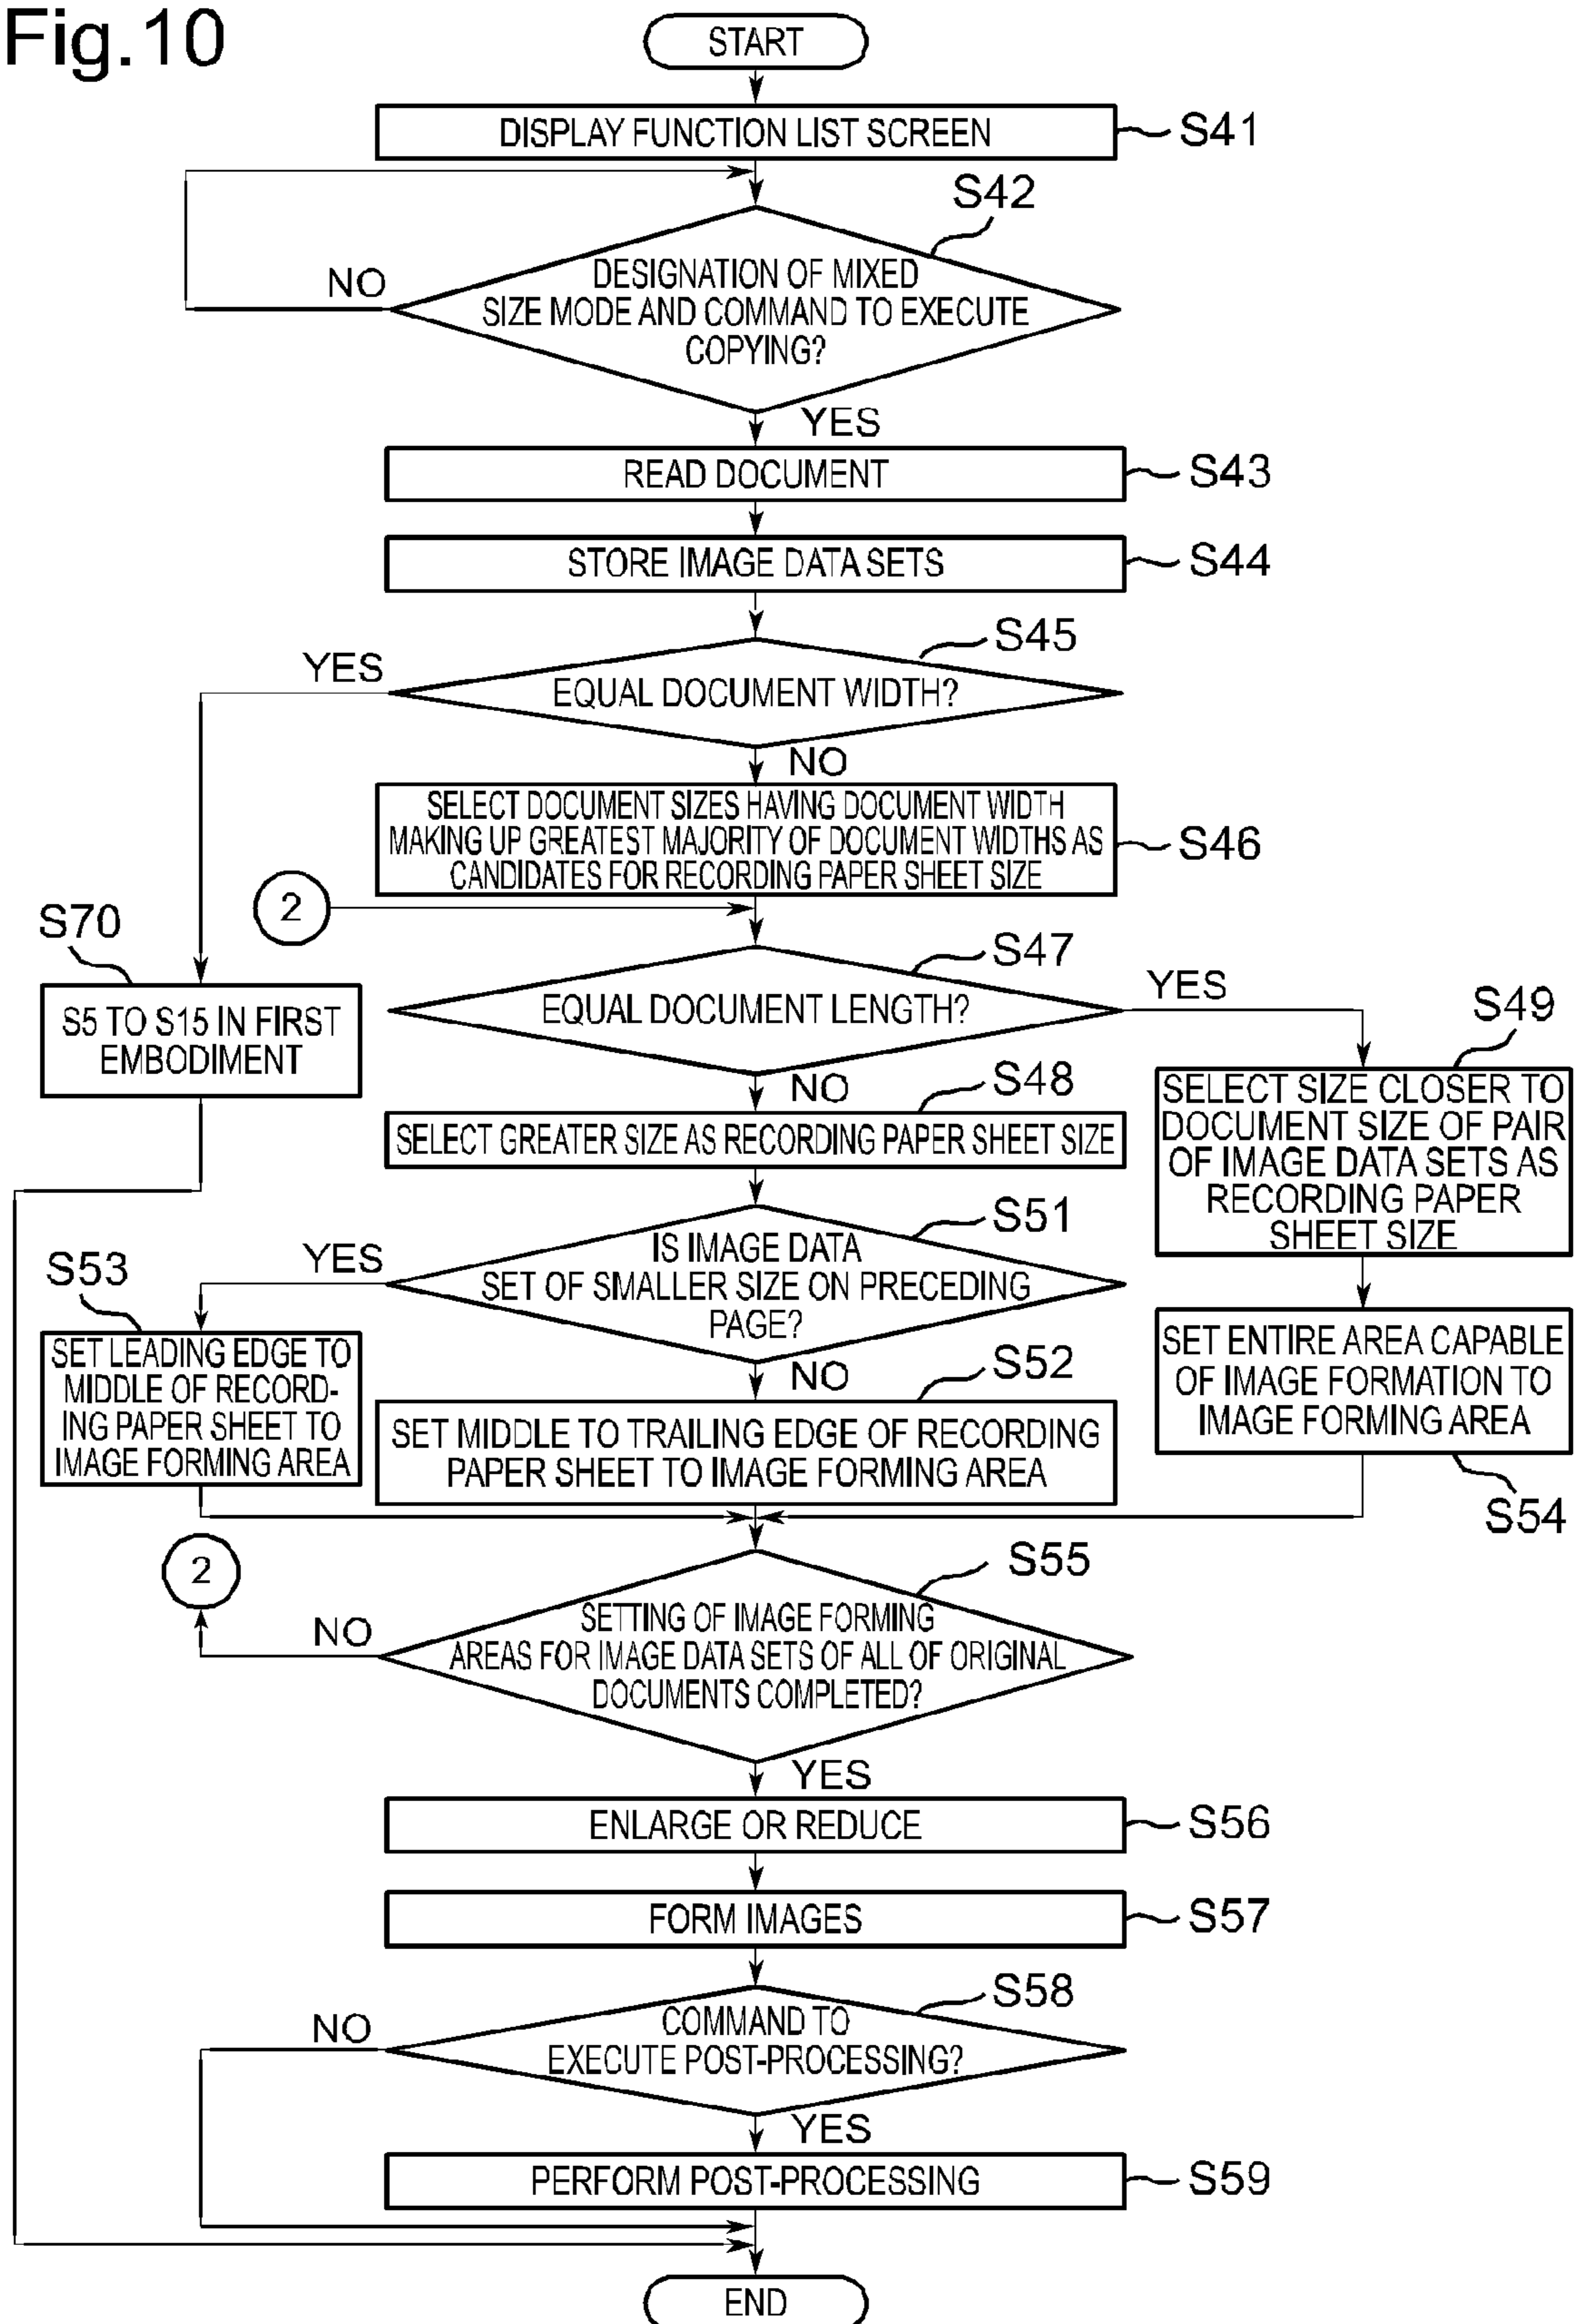 Fig.10
START
DISPLAY FUNCTION LIST SCREEN
S41
S42
DESIGNATION OF MIXED
SIZE MODE AND COMMAND TO EXECUTE
COPYING?
NO
YES
READ DOCUMENT
S43
STORE IMAGE DATA SETS
S44
S45
YES
EQUAL DOCUMENT WIDTH?
NO
SELECT DOCUMENT SIZES HAVING DOCUMENT WIDTH
MAKING UP GREATEST MAJORITY OF DOCUMENT WIDTHS AS
CANDIDATES FOR RECORDING PAPER SHEET SIZE
S46
2
S70
S5 TO S15 IN FIRST
EMBODIMENT
S47
EQUAL DOCUMENT LENGTH?
YES
NO
S48
SELECT GREATER SIZE AS RECORDING PAPER SHEET SIZE
S49
SELECT SIZE CLOSER TO
DOCUMENT SIZE OF PAIR
OF IMAGE DATA SETS AS
RECORDING PAPER
SHEET SIZE
S51
IS IMAGE DATA
SET OF SMALLER SIZE ON PRECEDING
PAGE?
YES
NO
S53
SET LEADING EDGE TO
MIDDLE OF RECORD-
ING PAPER SHEET TO
IMAGE FORMING AREA
S52
SET MIDDLE TO TRAILING EDGE OF RECORDING
PAPER SHEET TO IMAGE FORMING AREA
SET ENTIRE AREA CAPABLE
OF IMAGE FORMATION TO
IMAGE FORMING AREA
S54
2
S55
NO
SETTING OF IMAGE FORMING
AREAS FOR IMAGE DATA SETS OF ALL OF ORIGINAL
DOCUMENTS COMPLETED?
YES
ENLARGE OR REDUCE
S56
FORM IMAGES
S57
S58
NO
COMMAND TO
EXECUTE POST-PROCESSING?
YES
PERFORM POST-PROCESSING
S59
END